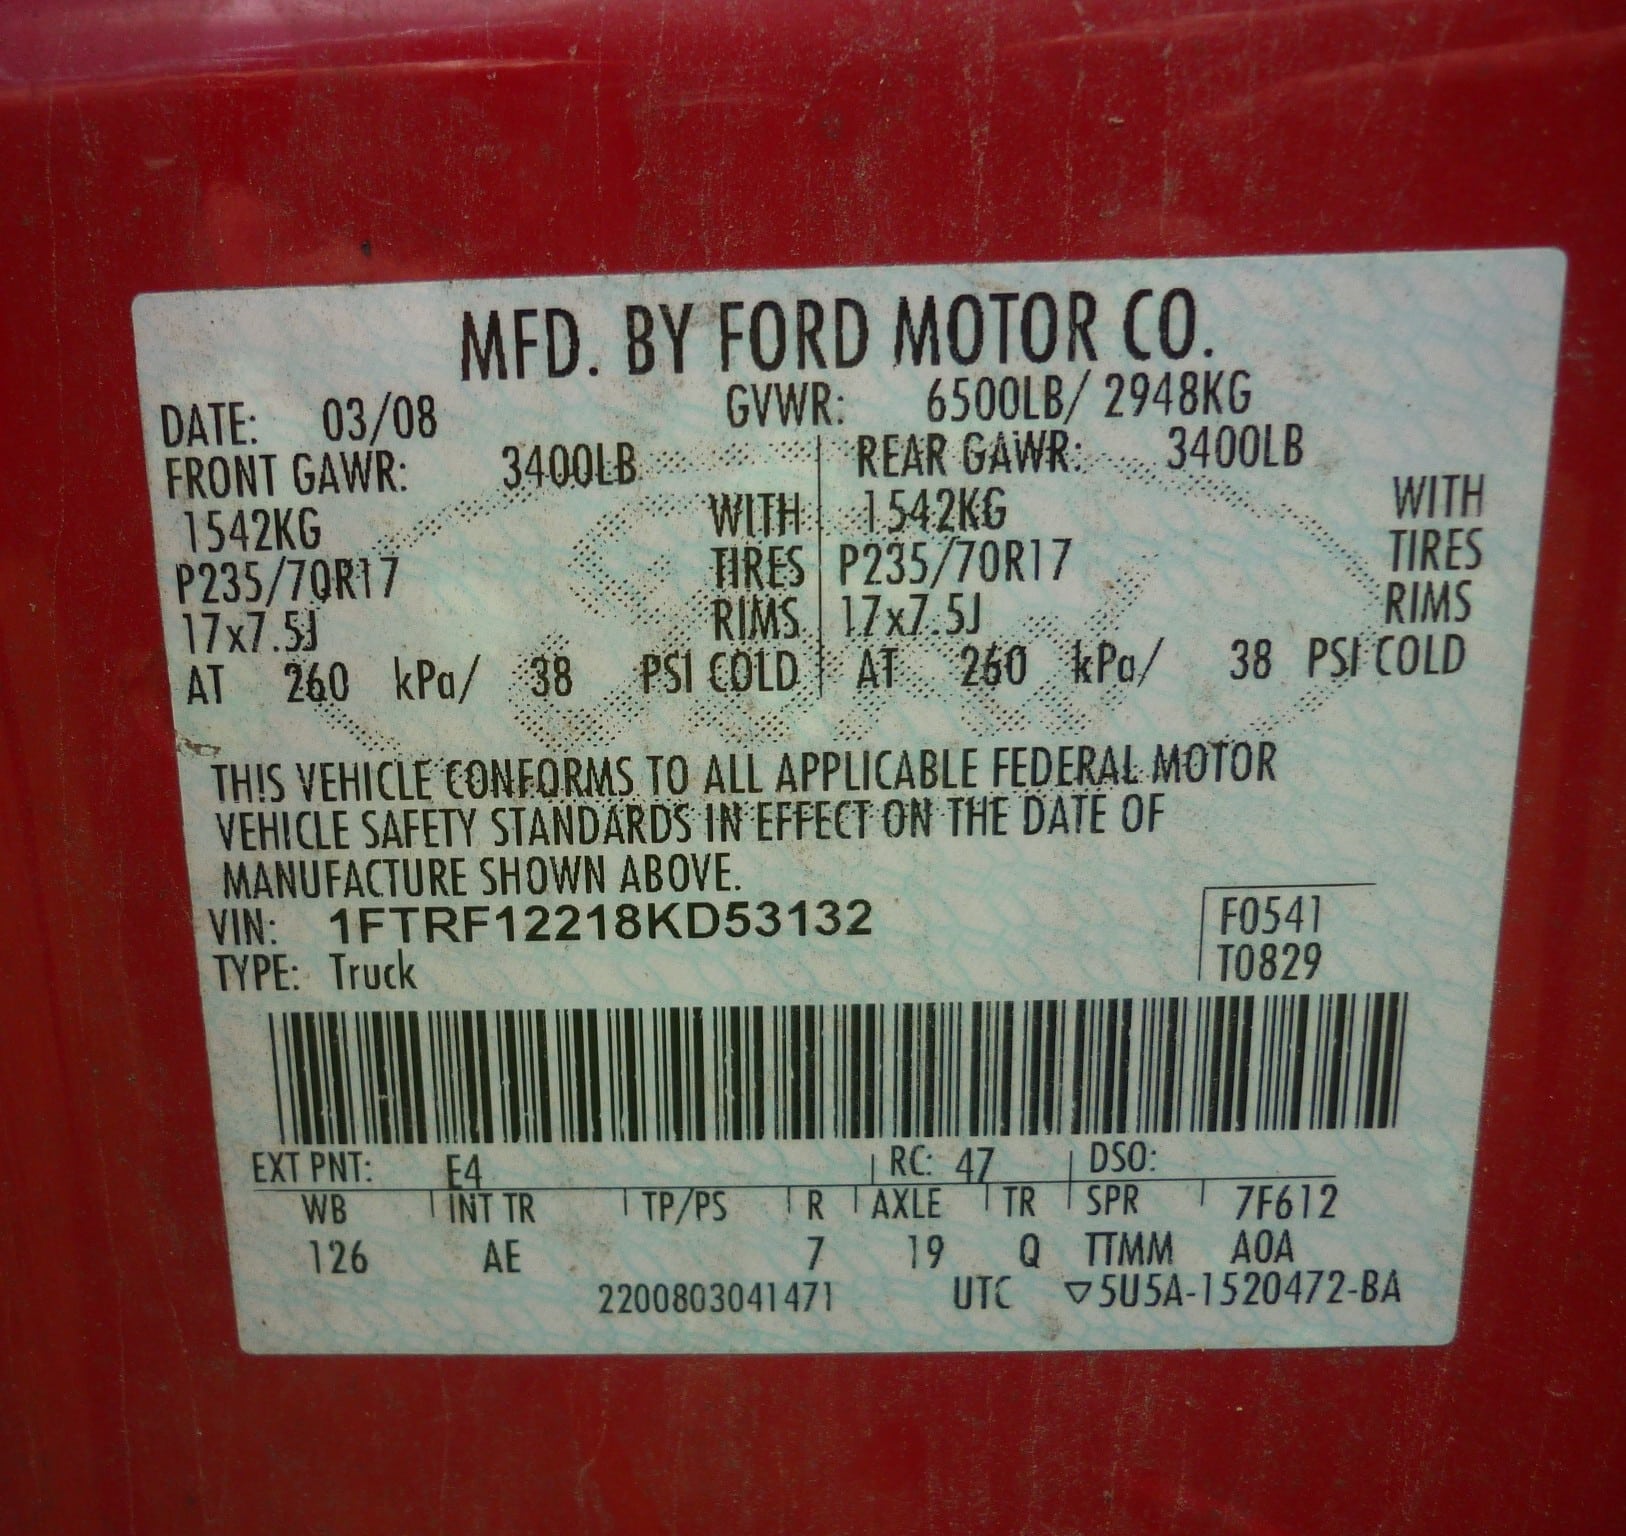 MFD. BY FORD MOTOR CO.
DATE: 03/08 GVWR: 6500LB/ 2948KG
FRONT GAWR: 3400LB REAR GAWR: 3400LB
1542KG WITH 1542KG WITH
P235/70R17 TIRES P235/70R17 TIRES
17x7.5J RIMS 17x7.5J RIMS
AT 260 kPa/ 38 PSI COLD AT 260 kPa/ 38 PSI COLD
THIS VEHICLE CONFORMS TO ALL APPLICABLE FEDERAL MOTOR
VEHICLE SAFETY STANDARDS IN EFFECT ON THE DATE OF
MANUFACTURE SHOWN ABOVE.
VIN: 1FTRF12218KD53132 F0541
TYPE: Truck T0829
EXT PNT: E4 RC: 47 DSO:
WB INT TR TP/PS R AXLE TR SPR 7F612
126 AE 7 19 Q TTMM A0A
2200803041471 UTC ▽5U5A-1520472-BA